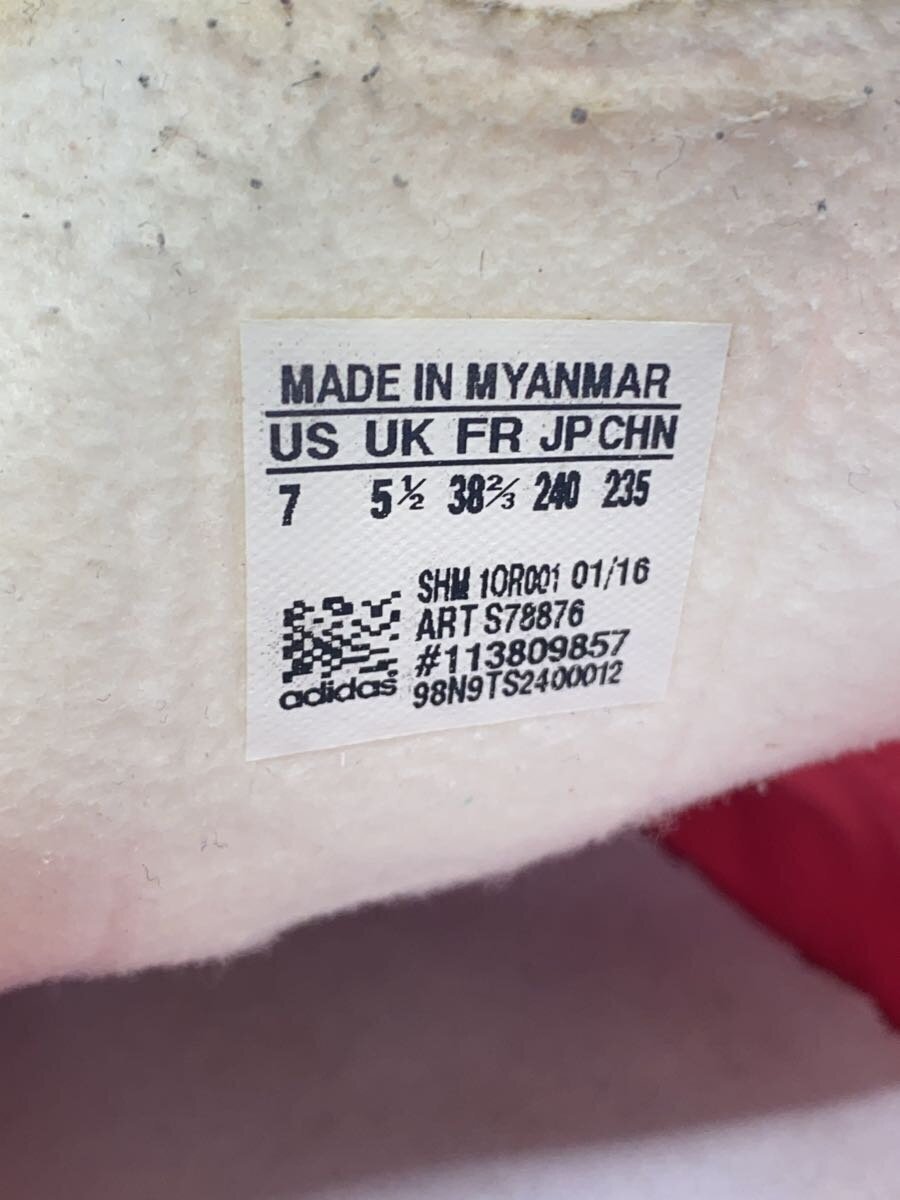 MADE IN MYANMAR
US UK FR JP CHN
7 5½ 38⅔ 240 235
SHM 10R001 01/16
ART S78876
#113809857
98N9TS2400012
adidas